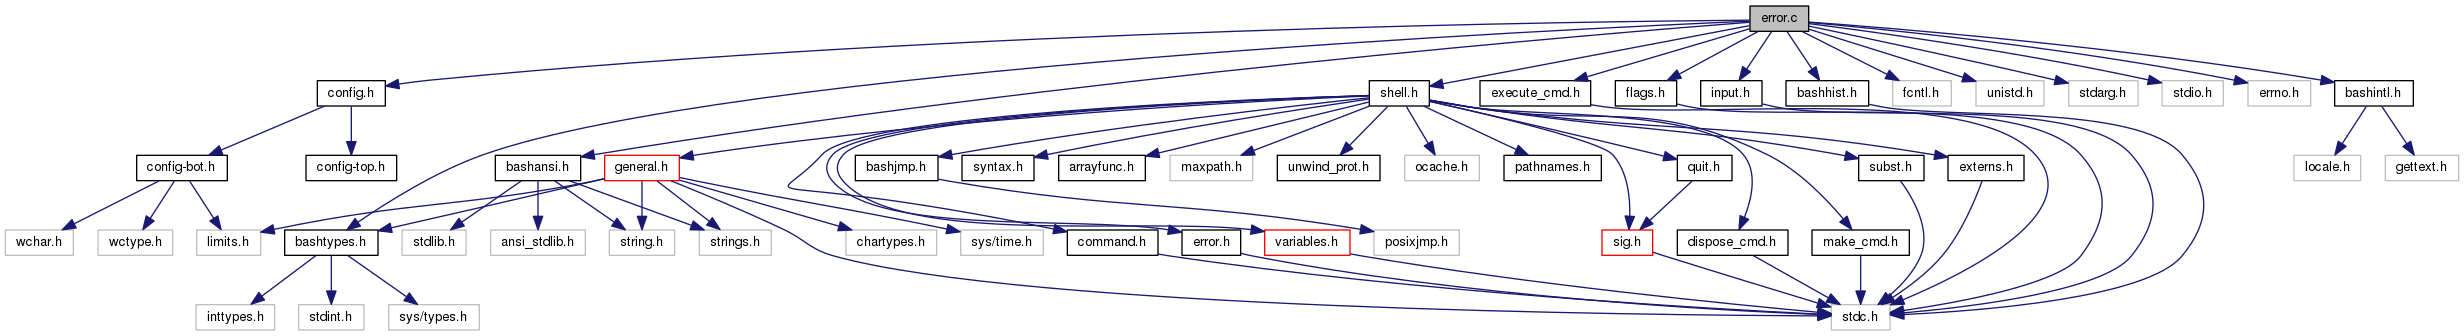 error.c
config.h
shell.h
execute_cmd.h
flags.h
input.h
bashhist.h
fcntl.h
unistd.h
stdarg.h
stdio.h
errno.h
bashintl.h
config-bot.h
config-top.h
bashansi.h
general.h
bashjmp.h
syntax.h
arrayfunc.h
maxpath.h
unwind_prot.h
ocache.h
pathnames.h
quit.h
subst.h
externs.h
locale.h
gettext.h
wchar.h
wctype.h
limits.h
bashtypes.h
stdlib.h
ansi_stdlib.h
string.h
strings.h
chartypes.h
sys/time.h
command.h
error.h
variables.h
posixjmp.h
sig.h
dispose_cmd.h
make_cmd.h
inttypes.h
stdint.h
sys/types.h
stdc.h